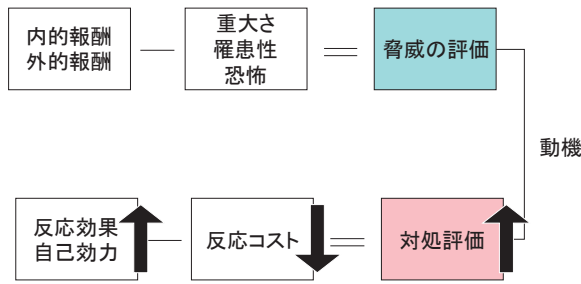 内的報酬
外的報酬
重大さ
罹患性
恐怖
脅威の評価
動機
反応効果
自己効力
反応コスト
対処評価